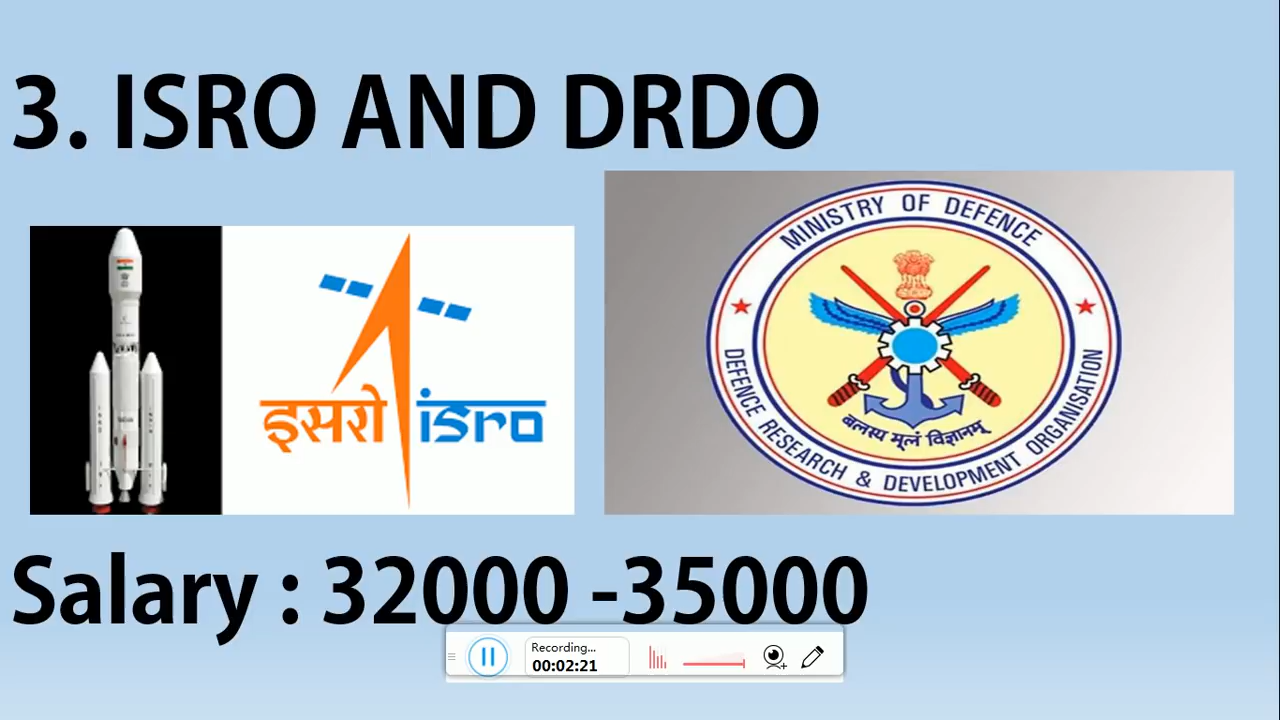 3. ISRO AND DRDO
इसरो isro
MINISTRY OF DEFENCE
DEFENCE RESEARCH & DEVELOPMENT ORGANISATION
बलस्य मूलं विज्ञानम्
Salary : 32000 -35000
Recording...
00:02:21